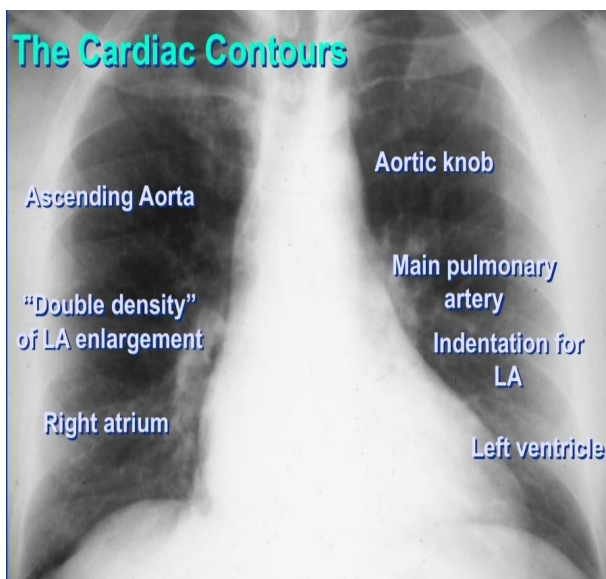 The Cardiac Contours
Ascending Aorta
"Double density"
of LA enlargement
Right atrium
Aortic knob
Main pulmonary
artery
Indentation for
LA
Left ventricle